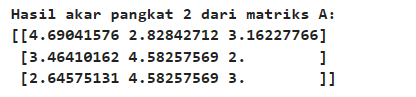 Hasil akar pangkat 2 dari matriks A:
[[4.69041576 2.82842712 3.16227766]
 [3.46410162 4.58257569 2.        ]
 [2.64575131 4.58257569 3.        ]]